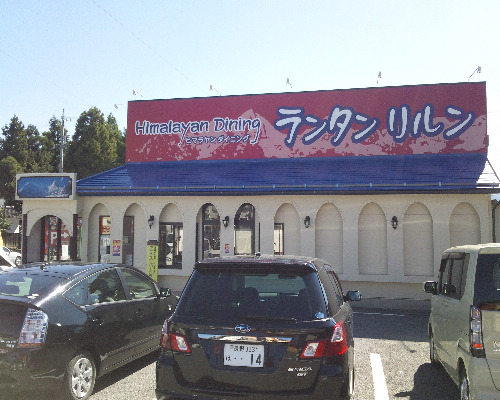 Himalayan Dining
ヒマラヤンダイニング
ランタン リルン
14